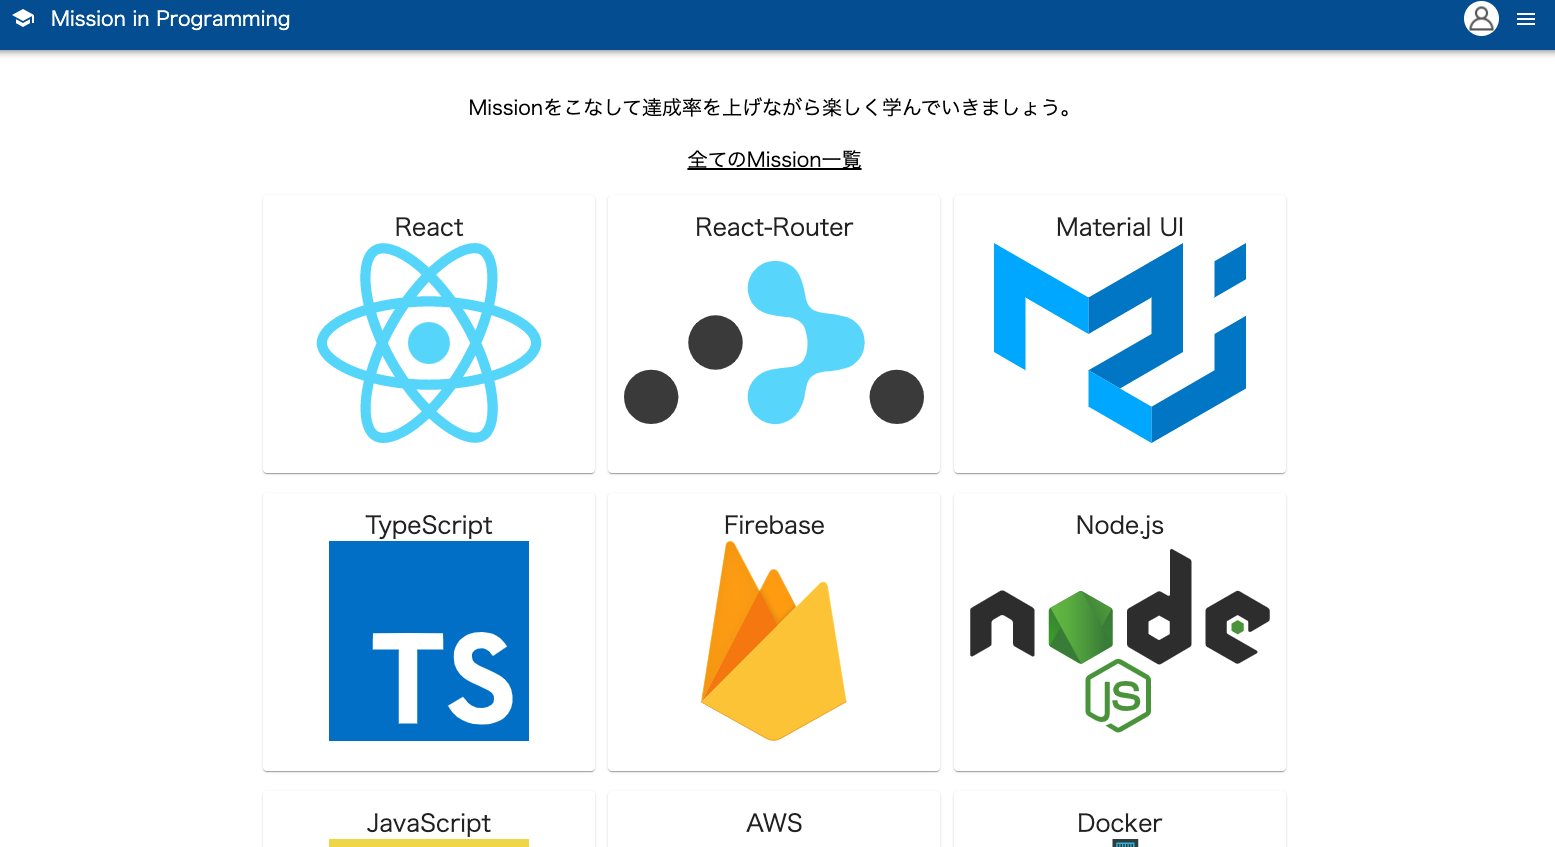 Mission in Programming
Missionをこなして達成率を上げながら楽しく学んでいきましょう。
全てのMission一覧
React
React-Router
Material UI
TypeScript
TS
Firebase
Node.js
node
JS
JavaScript
AWS
Docker